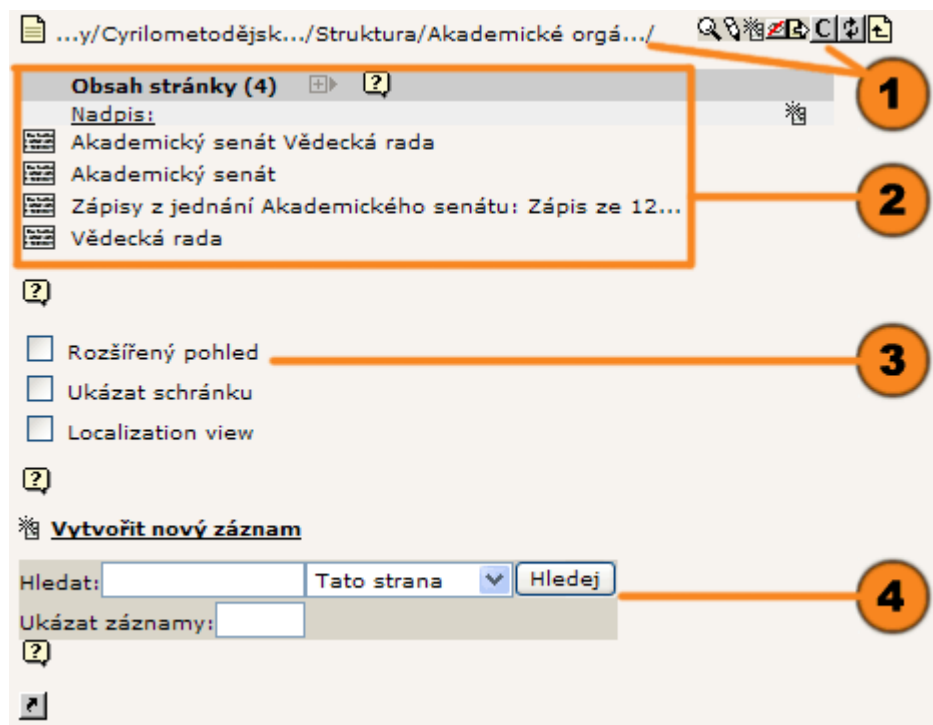 ...y/Cyrilometodějsk.../Struktura/Akademické orgá.../ C
1
Obsah stránky (4) ?
Nadpis:
Akademický senát Vědecká rada
Akademický senát
2
Zápisy z jednání Akademického senátu: Zápis ze 12...
Vědecká rada
?
Rozšířený pohled
3
Ukázat schránku
Localization view
?
Vytvořit nový záznam
Hledat: Tato strana Hledej
4
Ukázat záznamy:
?